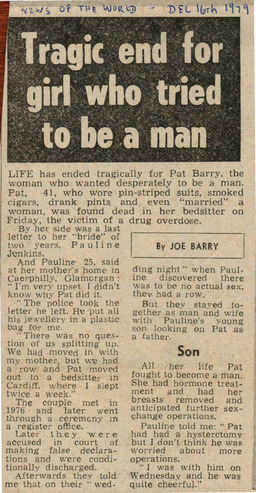 NEWS OF THE WORLD - DEC 16th 1979
Tragic end for
girl who tried
to be a man
LIFE has ended tragically for Pat Barry, the
woman who wanted desperately to be a man.
Pat, 41, who wore pin-striped suits, smoked
cigars, drank pints and even "married" a
woman, was found dead in her bedsitter on
Friday, the victim of a drug overdose.
By her side was a last
letter to her "bride" of
two years, Pauline
Jenkins.
And Pauline 25, said
at her mother's home in
Caerphilly, Glamorgan:
"I'm very upset. I didn't
know why Pat did it.
"The police took the
letter he left. He put all
his jewellery in a plastic
bag for me.
"There was no ques-
tion of us splitting up.
We had moved in with
my mother, but we had
a row and Pat moved
out to a bedsitter in
Cardiff, where I slept
twice a week."
The couple met in
1976 and later went
through a ceremony in
a register office.
Later they were
accused in court of
making false declara-
tions and were condi-
tionally discharged.
Afterwards they told
me that on their "wed-
By JOE BARRY
ding night" when Paul-
ine discovered there
was to be no actual sex,
they had a row.
But they stayed to-
gether as man and wife
with Pauline's young
son looking on Pat as
a father.
Son
All her life Pat
fought to become a man.
She had hormone treat-
ment and had her
breasts removed and
anticipated further sex-
change operations.
Pauline told me: "Pat
had had a hysterectomy
but I don't think he was
worried about more
operations.
"I was with him on
Wednesday and he was
quite cheerful."